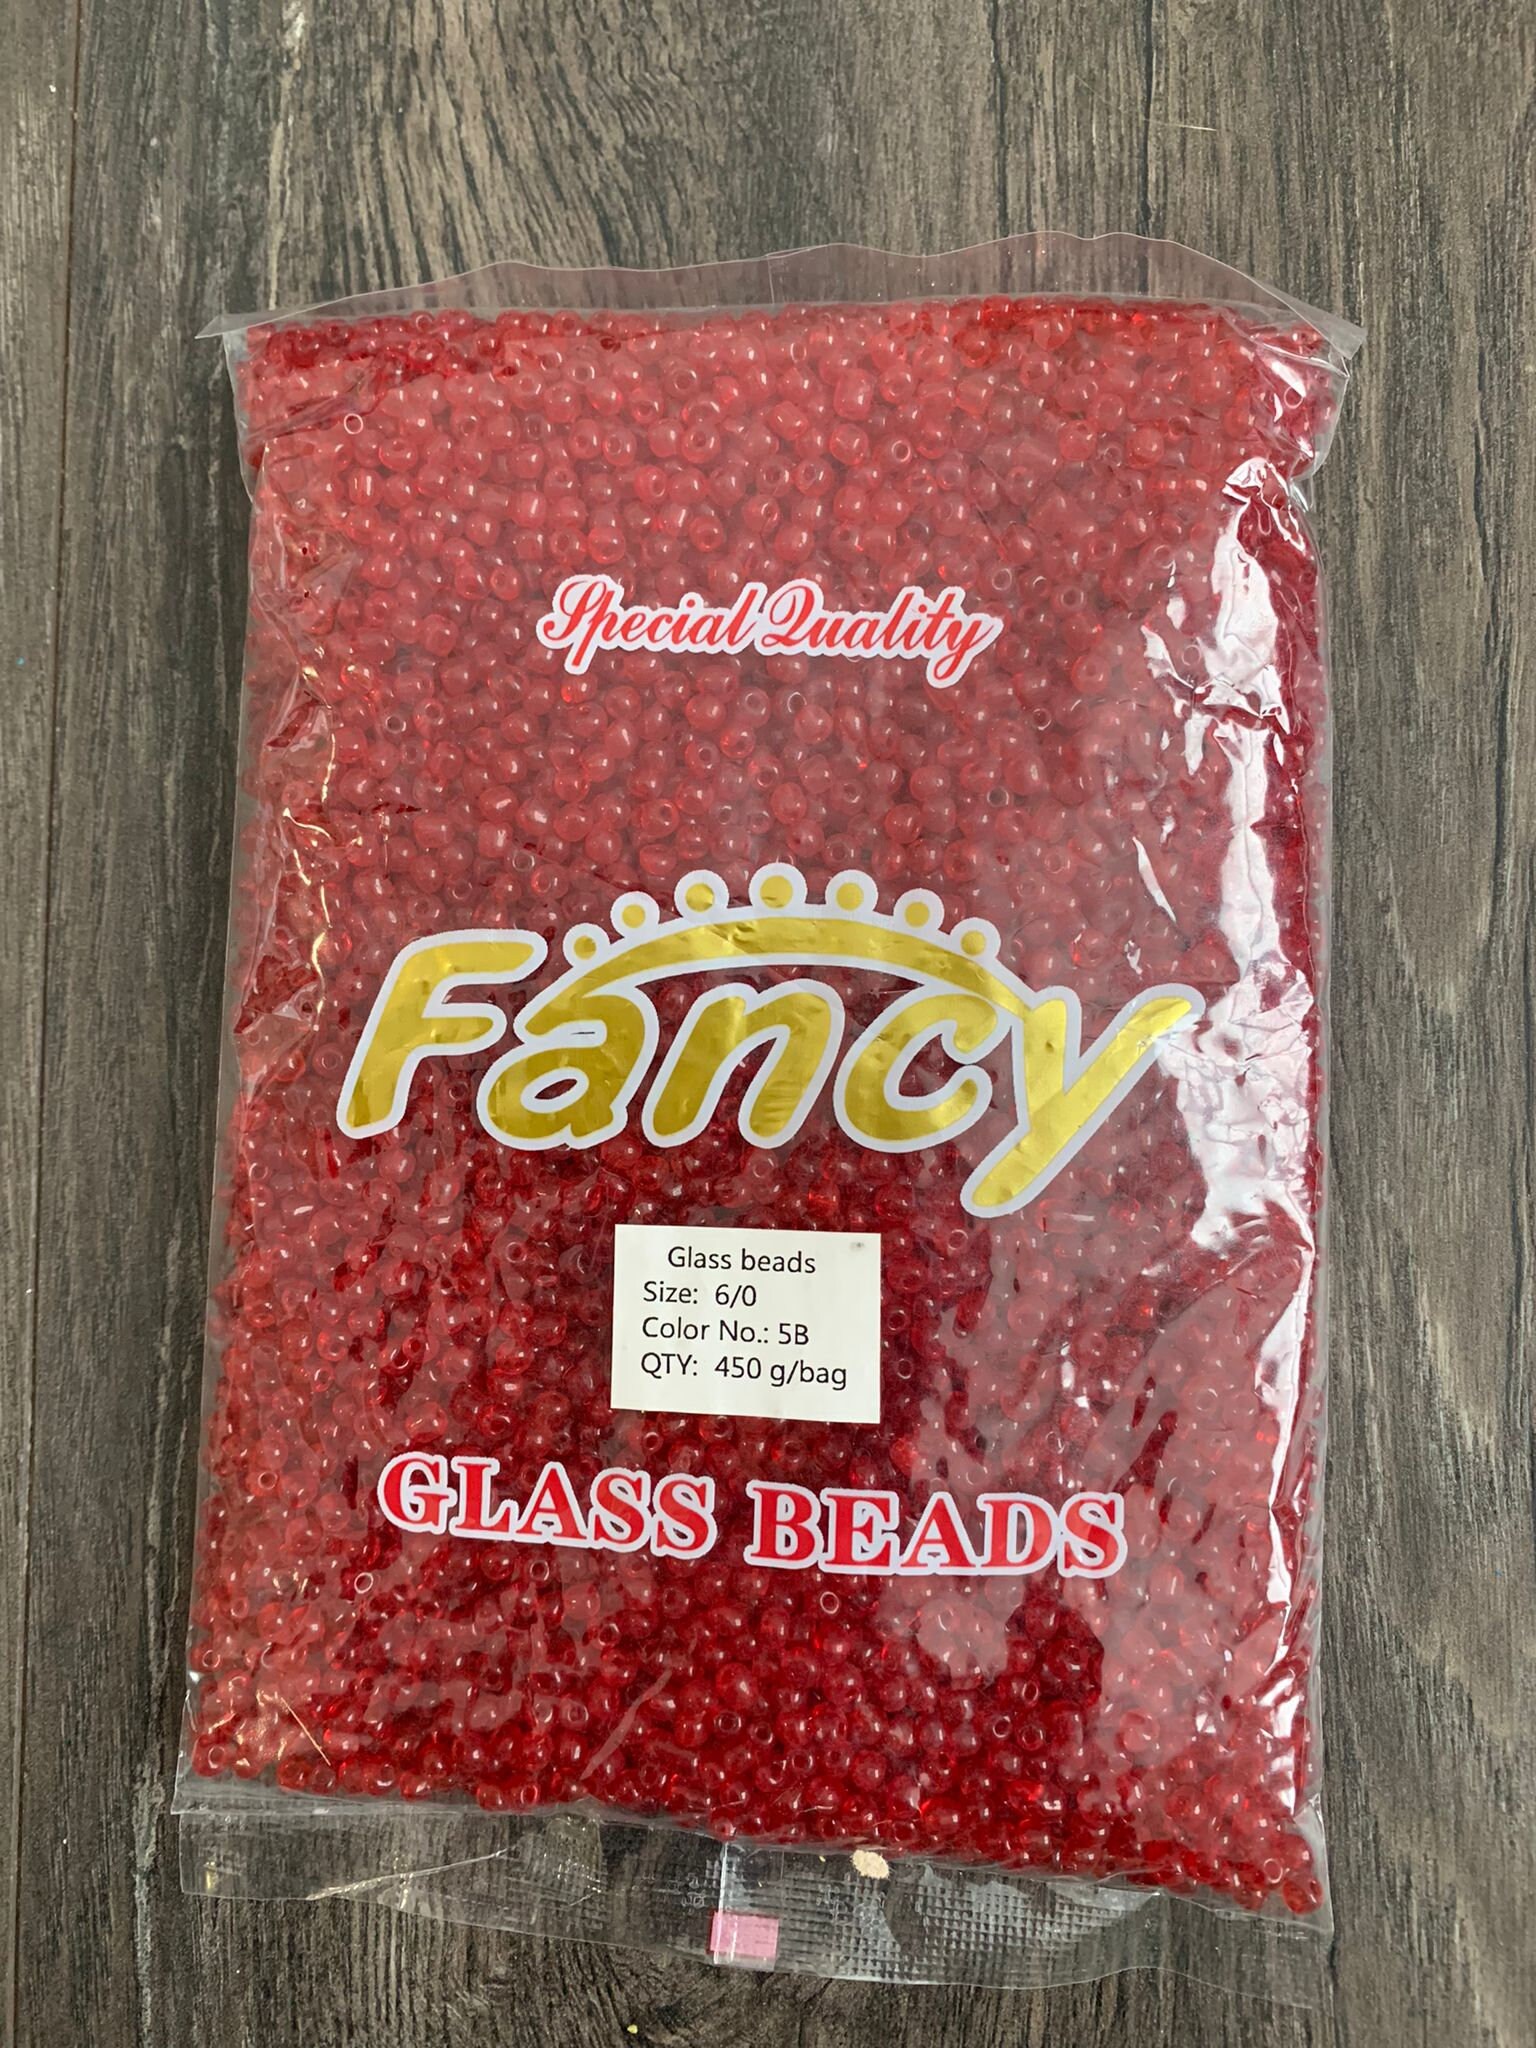 Special Quality
Fancy
Glass beads
Size: 6/0
Color No.: 5B
QTY: 450 g/bag
GLASS BEADS